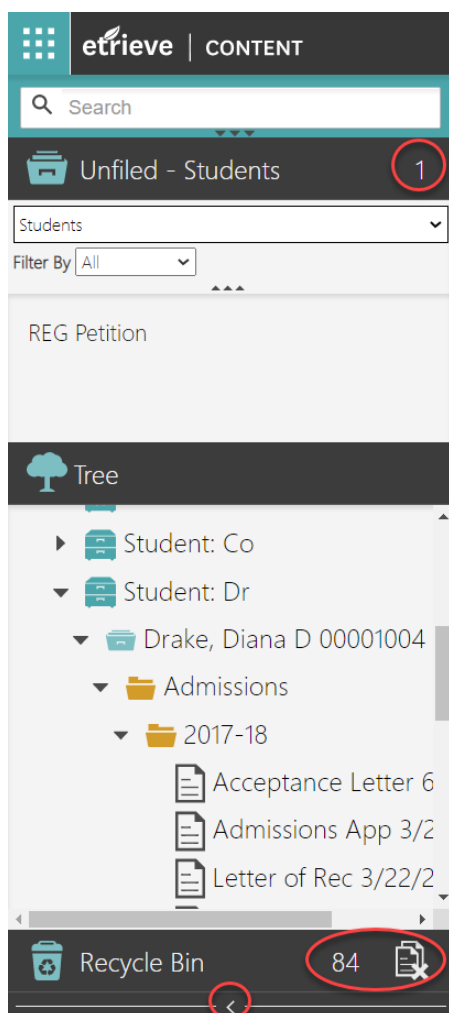 etrieve | CONTENT
Search
Unfiled - Students 1
Students
Filter By All
REG Petition
Tree
Student: Co
Student: Dr
Drake, Diana D 00001004
Admissions
2017-18
Acceptance Letter 6
Admissions App 3/2
Letter of Rec 3/22/2
Recycle Bin 84